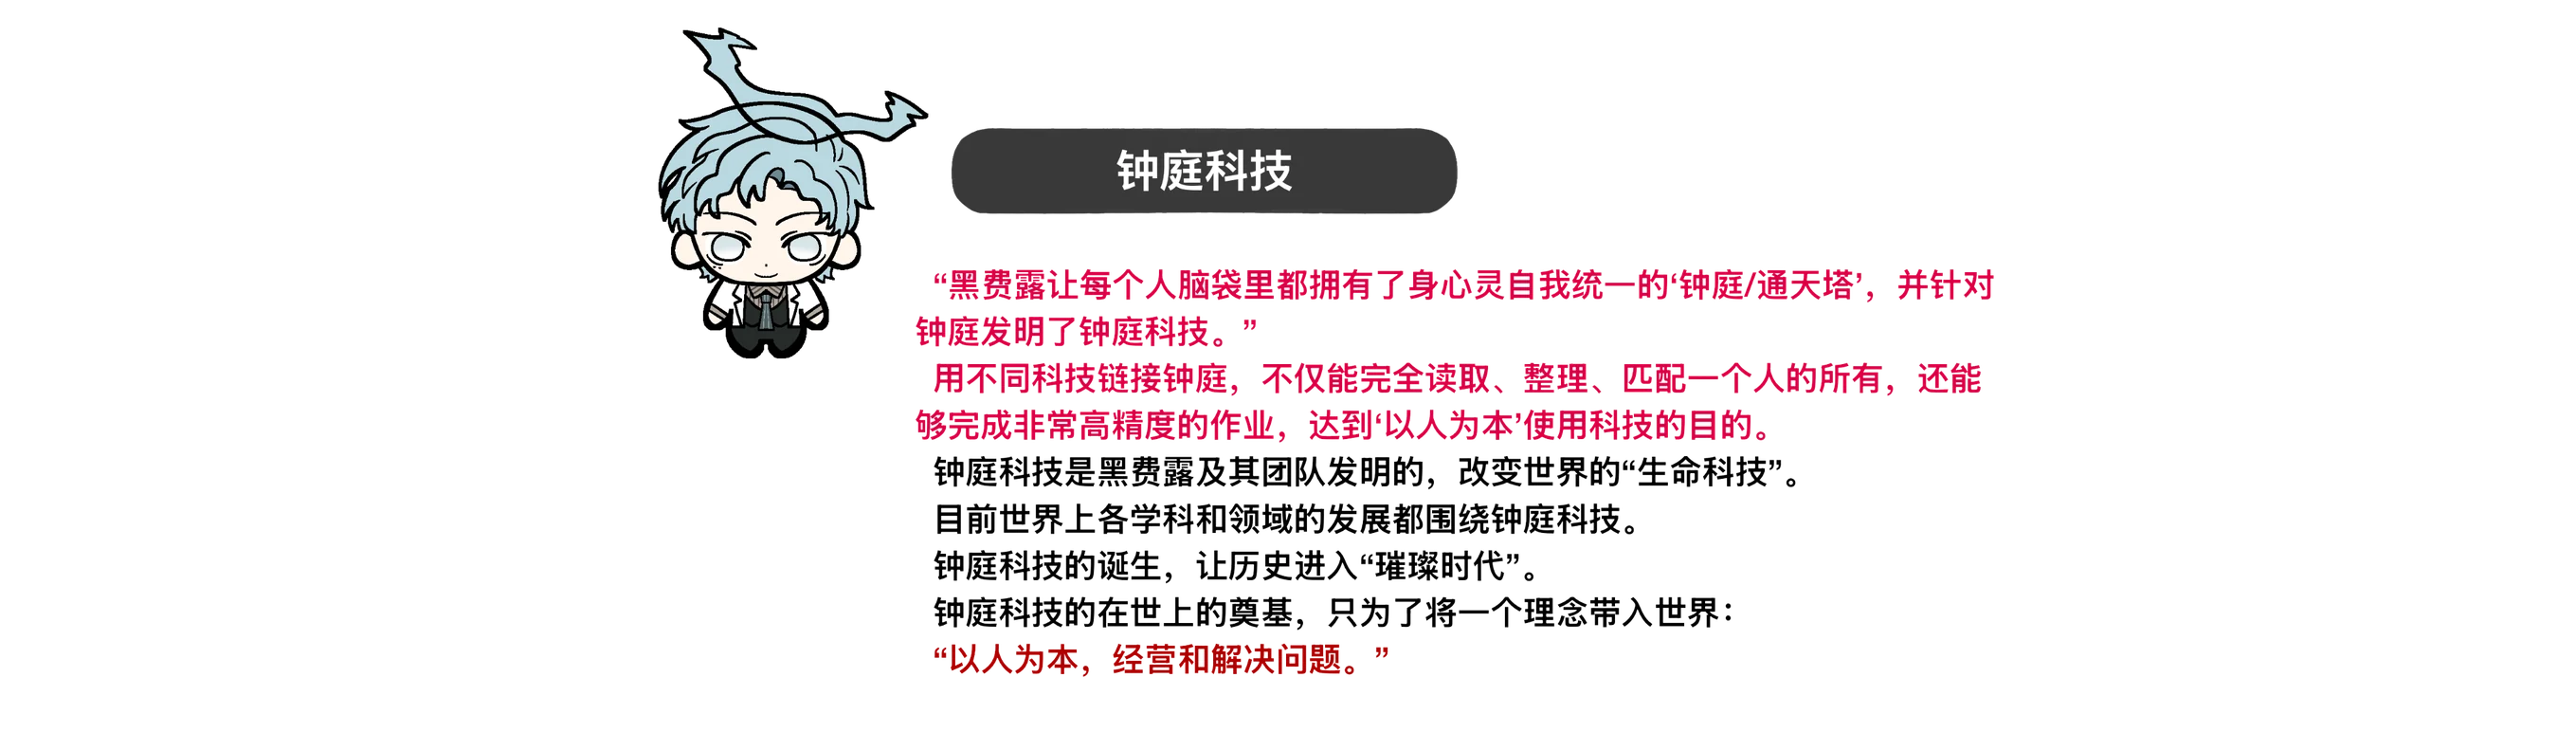 钟庭科技
“黑费露让每个人脑袋里都拥有了身心灵自我统一的‘钟庭/通天塔’，并针对
钟庭发明了钟庭科技。”
用不同科技链接钟庭，不仅能完全读取、整理、匹配一个人的所有，还能
够完成非常高精度的作业，达到‘以人为本’使用科技的目的。
钟庭科技是黑费露及其团队发明的，改变世界的“生命科技”。
目前世界上各学科和领域的发展都围绕钟庭科技。
钟庭科技的诞生，让历史进入“璀璨时代”。
钟庭科技的在世上的奠基，只为了将一个理念带入世界：
“以人为本，经营和解决问题。”